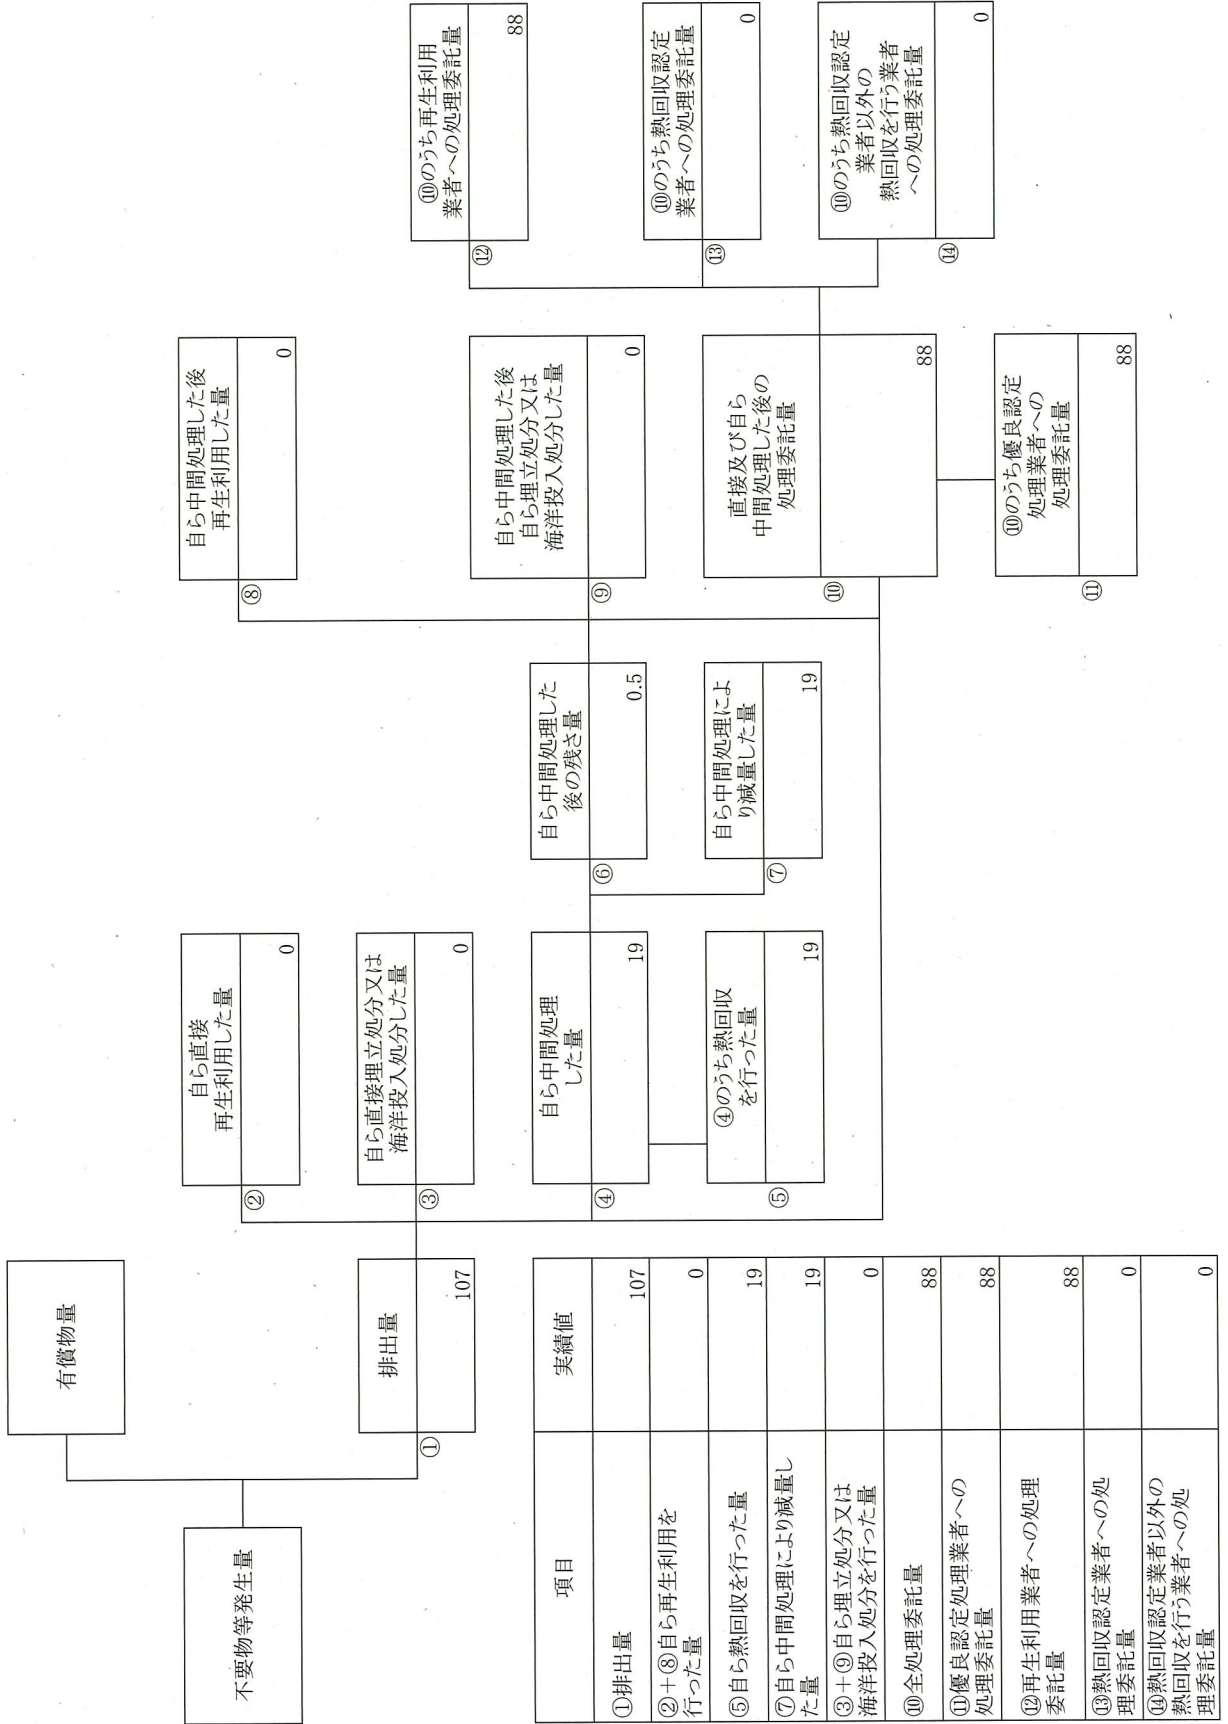 不要物等発生量
有償物量
①
排出量
107
②
自ら直接
再生利用した量
0
③
自ら直接埋立処分又は
海洋投入処分した量
0
④
自ら中間処理
した量
19
⑤
④のうち熱回収
を行った量
19
⑥
自ら中間処理した
後の残さ量
0.5
⑦
自ら中間処理によ
り減量した量
19
⑧
自ら中間処理した後
再生利用した量
0
⑨
自ら中間処理した後
自ら埋立処分又は
海洋投入処分した量
0
⑩
直接及び自ら
中間処理した後の
処理委託量
88
⑪
⑩のうち優良認定
処理業者への
処理委託量
88
⑫
⑩のうち再生利用
業者への処理委託量
88
⑬
⑩のうち熱回収認定
業者への処理委託量
0
⑭
⑩のうち熱回収認定
業者以外の
熱回収を行う業者
への処理委託量
0
項目 実績値
①排出量 107
②+⑧自ら再生利用を
行った量 0
⑤自ら熱回収を行った量 19
⑦自ら中間処理により減量し
た量 19
③+⑨自ら埋立処分又は
海洋投入処分を行った量 0
⑩全処理委託量 88
⑪優良認定処理業者への
処理委託量 88
⑫再生利用業者への処理
委託量 88
⑬熱回収認定業者への処
理委託量 0
⑭熱回収認定業者以外の
熱回収を行う業者への処
理委託量 0